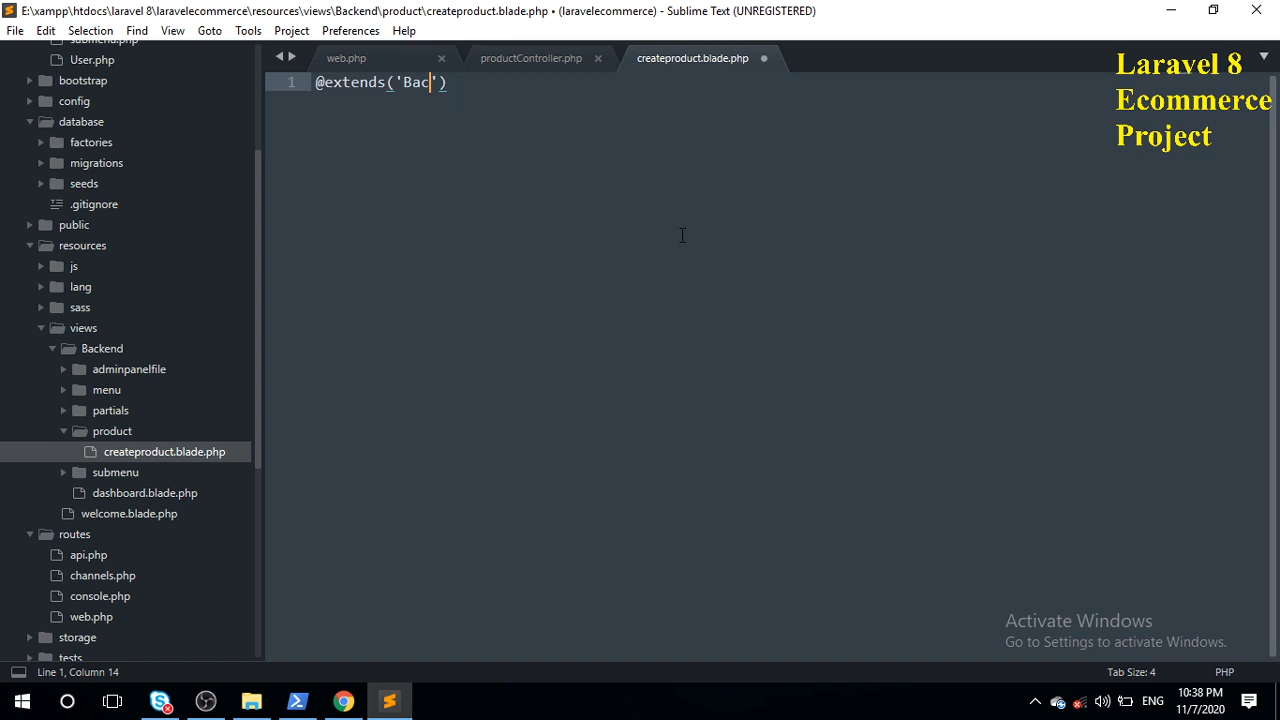 E:\xampp\htdocs\laravel 8\laravelecommerce\resources\views\Backend\product\createproduct.blade.php • (laravelecommerce) - Sublime Text (UNREGISTERED)
File Edit Selection Find View Goto Tools Project Preferences Help
web.php productController.php createproduct.blade.php
Laravel 8
Ecommerce
Project
1 @extends('Bac')
submenu.php
User.php
bootstrap
config
database
factories
migrations
seeds
.gitignore
public
resources
js
lang
sass
views
Backend
adminpanelfile
menu
partials
product
createproduct.blade.php
submenu
dashboard.blade.php
welcome.blade.php
routes
api.php
channels.php
console.php
web.php
storage
tests
Activate Windows
Go to Settings to activate Windows.
Line 1, Column 14 Tab Size: 4 PHP
ENG 10:38 PM
11/7/2020